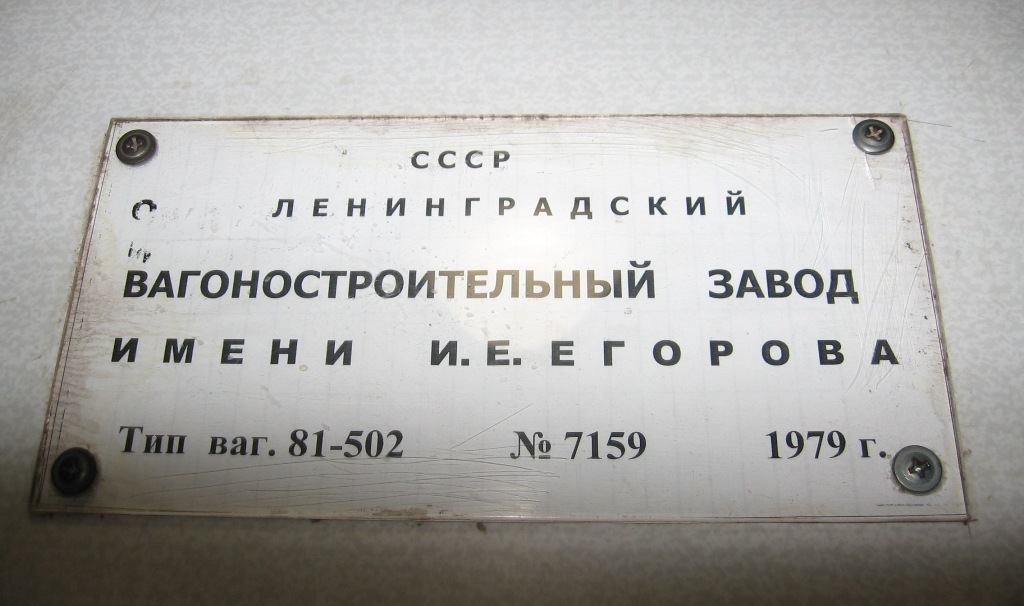 СССР
ЛЕНИНГРАДСКИЙ
ВАГОНОСТРОИТЕЛЬНЫЙ ЗАВОД
ИМЕНИ И.Е. ЕГОРОВА
Тип ваг. 81-502 № 7159 1979 г.